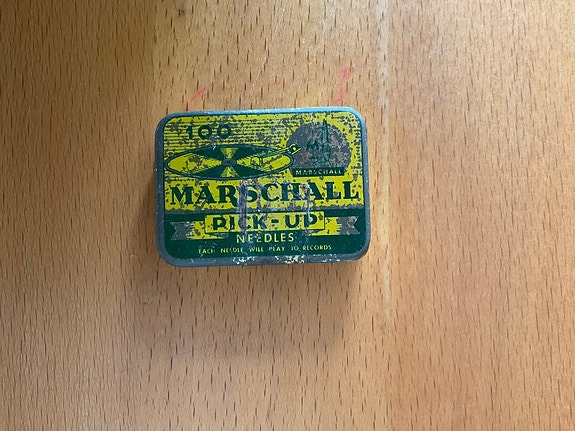 100
MARSCHALL
MARSCHALL
PICK-UP
NEEDLES
EACH NEEDLE WILL PLAY 10 RECORDS